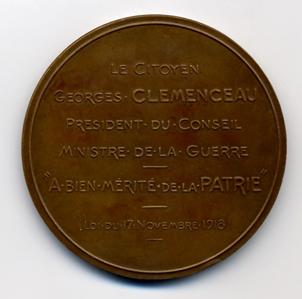 LE CITOYEN
GEORGES · CLEMENCEAU
PRESIDENT · DU · CONSEIL
MINISTRE · DE · LA · GUERRE
"A · BIEN · MÉRITÉ · DE · LA · PATRIE"
LOI · DU · 17 · NOVEMBRE · 1918